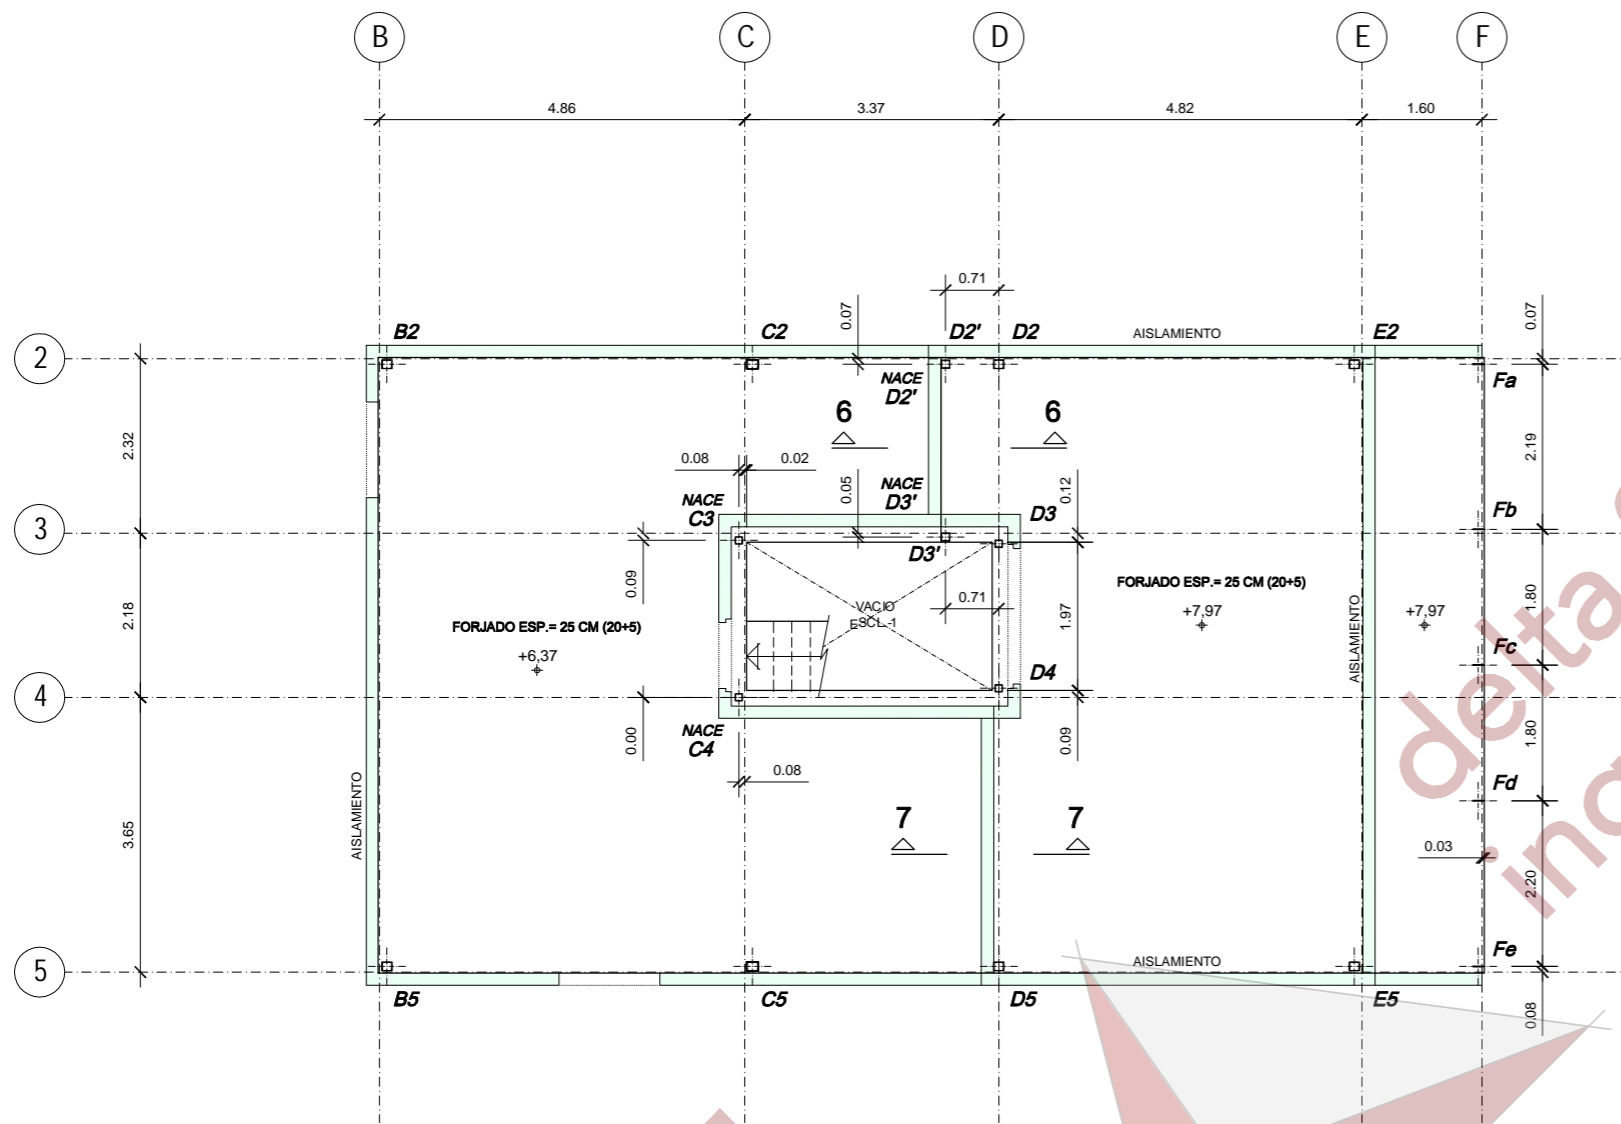 B C D E F
4.86 3.37 4.82 1.60
0.71
0.07 0.07
B2 C2 D2' D2 AISLAMIENTO E2
2
NACE
D2'
Fa
6 6
2.32 2.19
0.08 0.02
0.05 0.12
NACE
D3'
NACE
C3
D3
Fb
3
D3'
0.09
FORJADO ESP.= 25 CM (20+5)
+7,97
+7,97
2.18
0.71
1.97
1.80
VACIO
ESCL.-1
FORJADO ESP.= 25 CM (20+5)
+6,37
AISLAMIENTO
Fc
D4
4
NACE
C4
0.00 0.09
1.80
0.08
Fd
AISLAMIENTO
7 7
3.65
0.03
2.20
Fe
AISLAMIENTO
5
B5 C5 D5 E5
0.08
delta